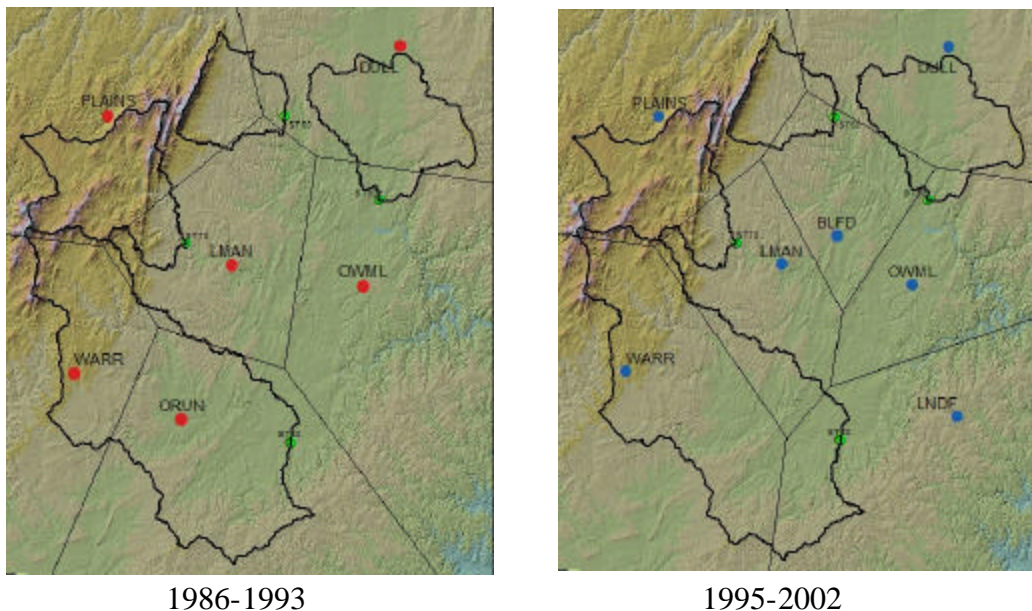 DULL
PLAINS
LMAN
OWML
WARR
ORUN
1986-1993
DULL
PLAINS
BLFD
LMAN
OWML
WARR
LNDF
1995-2002